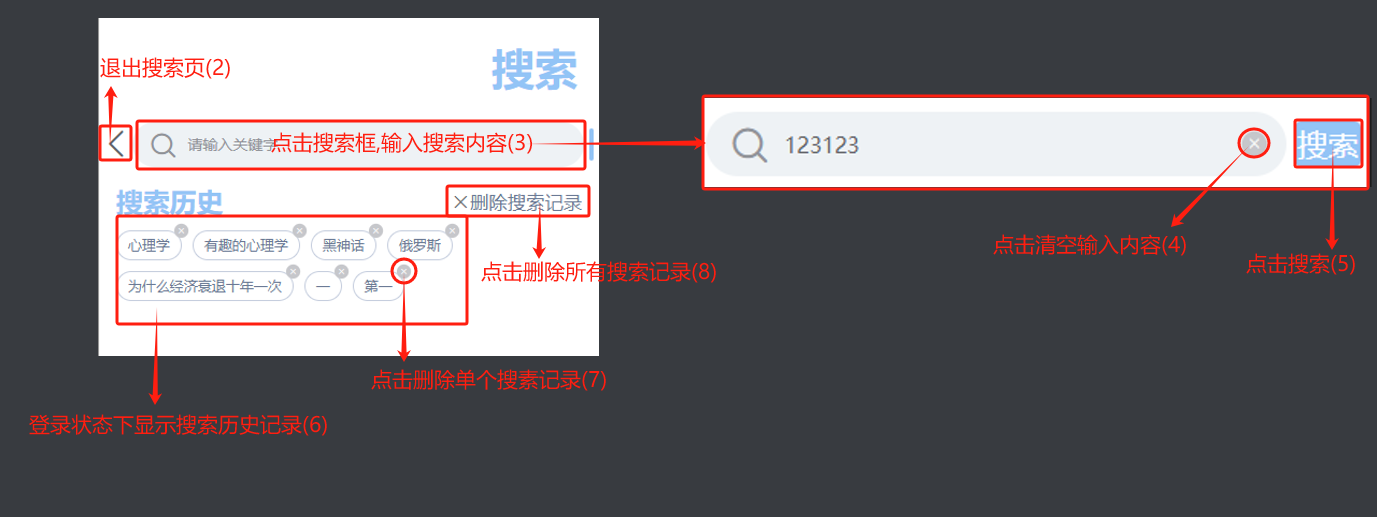 搜索
退出搜索页(2)
请输入关键字
点击搜索框,输入搜索内容(3)
123123
搜索
搜索历史
×删除搜索记录
心理学
有趣的心理学
黑神话
俄罗斯
为什么经济衰退十年一次
一
第一
点击清空输入内容(4)
点击搜索(5)
点击删除所有搜索记录(8)
点击删除单个搜素记录(7)
登录状态下显示搜索历史记录(6)